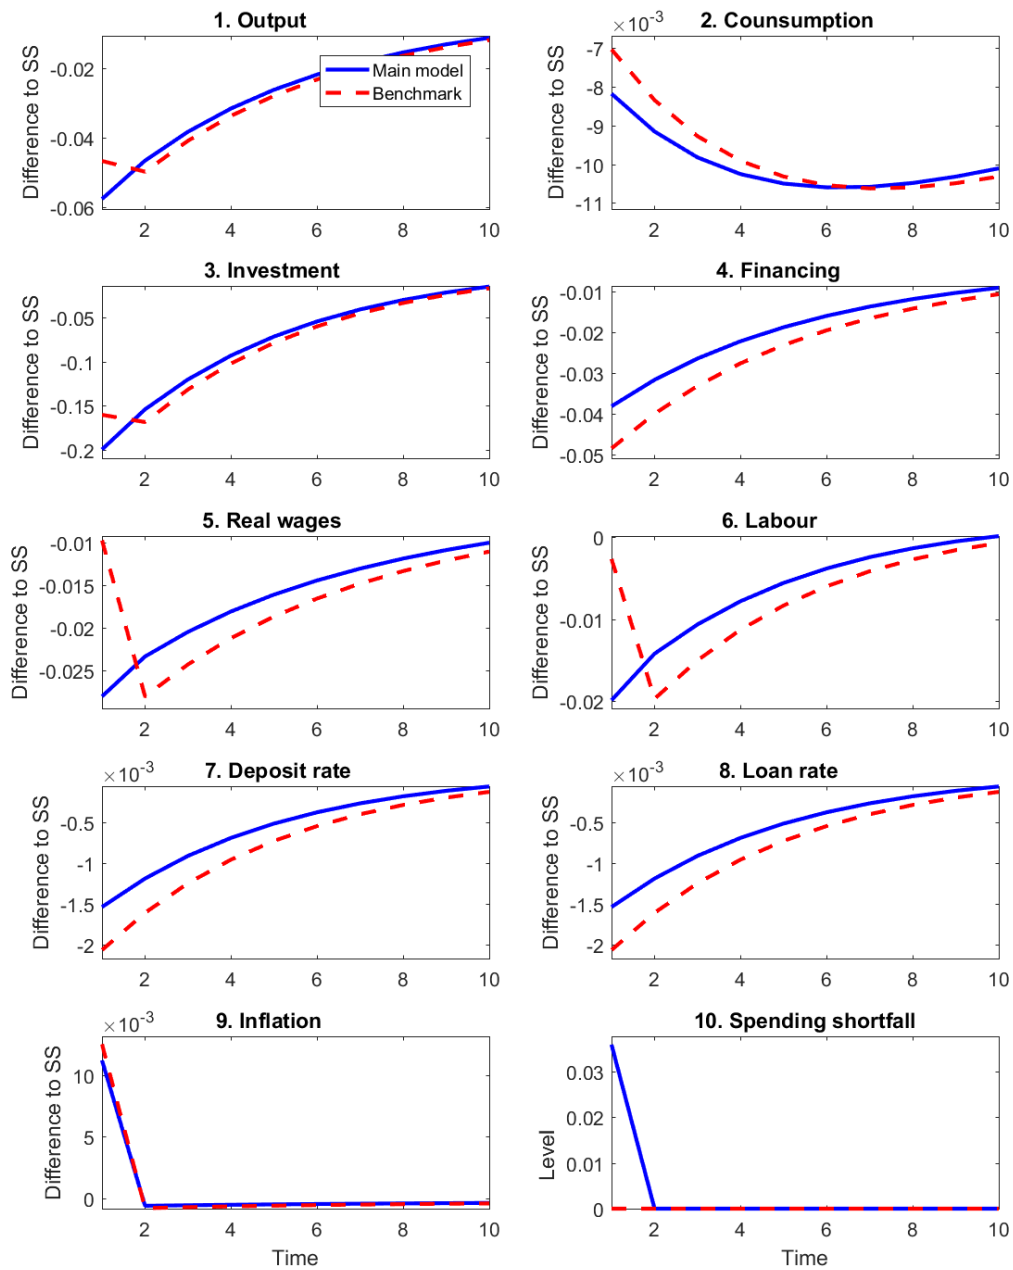 1. Output
Difference to SS
-0.02
-0.04
-0.06
2 4 6 8 10
Main model
Benchmark
2. Counsumption
×10-3
Difference to SS
-7
-8
-9
-10
-11
2 4 6 8 10
3. Investment
Difference to SS
-0.05
-0.1
-0.15
-0.2
2 4 6 8 10
4. Financing
Difference to SS
-0.01
-0.02
-0.03
-0.04
-0.05
2 4 6 8 10
5. Real wages
Difference to SS
-0.01
-0.015
-0.02
-0.025
2 4 6 8 10
6. Labour
Difference to SS
0
-0.01
-0.02
2 4 6 8 10
7. Deposit rate
×10-3
Difference to SS
-0.5
-1
-1.5
-2
2 4 6 8 10
8. Loan rate
×10-3
Difference to SS
-0.5
-1
-1.5
-2
2 4 6 8 10
9. Inflation
×10-3
Difference to SS
10
5
0
2 4 6 8 10
Time
10. Spending shortfall
Level
0.03
0.02
0.01
0
2 4 6 8 10
Time